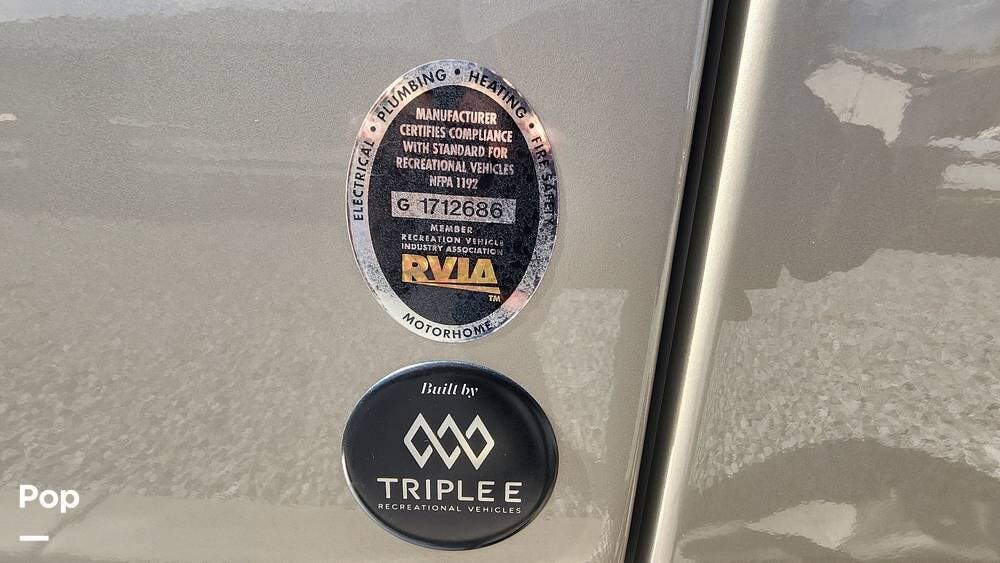 ELECTRICAL • PLUMBING • HEATING • FIRE SAFETY
MANUFACTURER
CERTIFIES COMPLIANCE
WITH STANDARD FOR
RECREATIONAL VEHICLES
NFPA 1192
G 1712686
MEMBER
RECREATION VEHICLE
INDUSTRY ASSOCIATION
RVIA
TM
MOTORHOME
Built by
TRIPLE E
RECREATIONAL VEHICLES
Pop